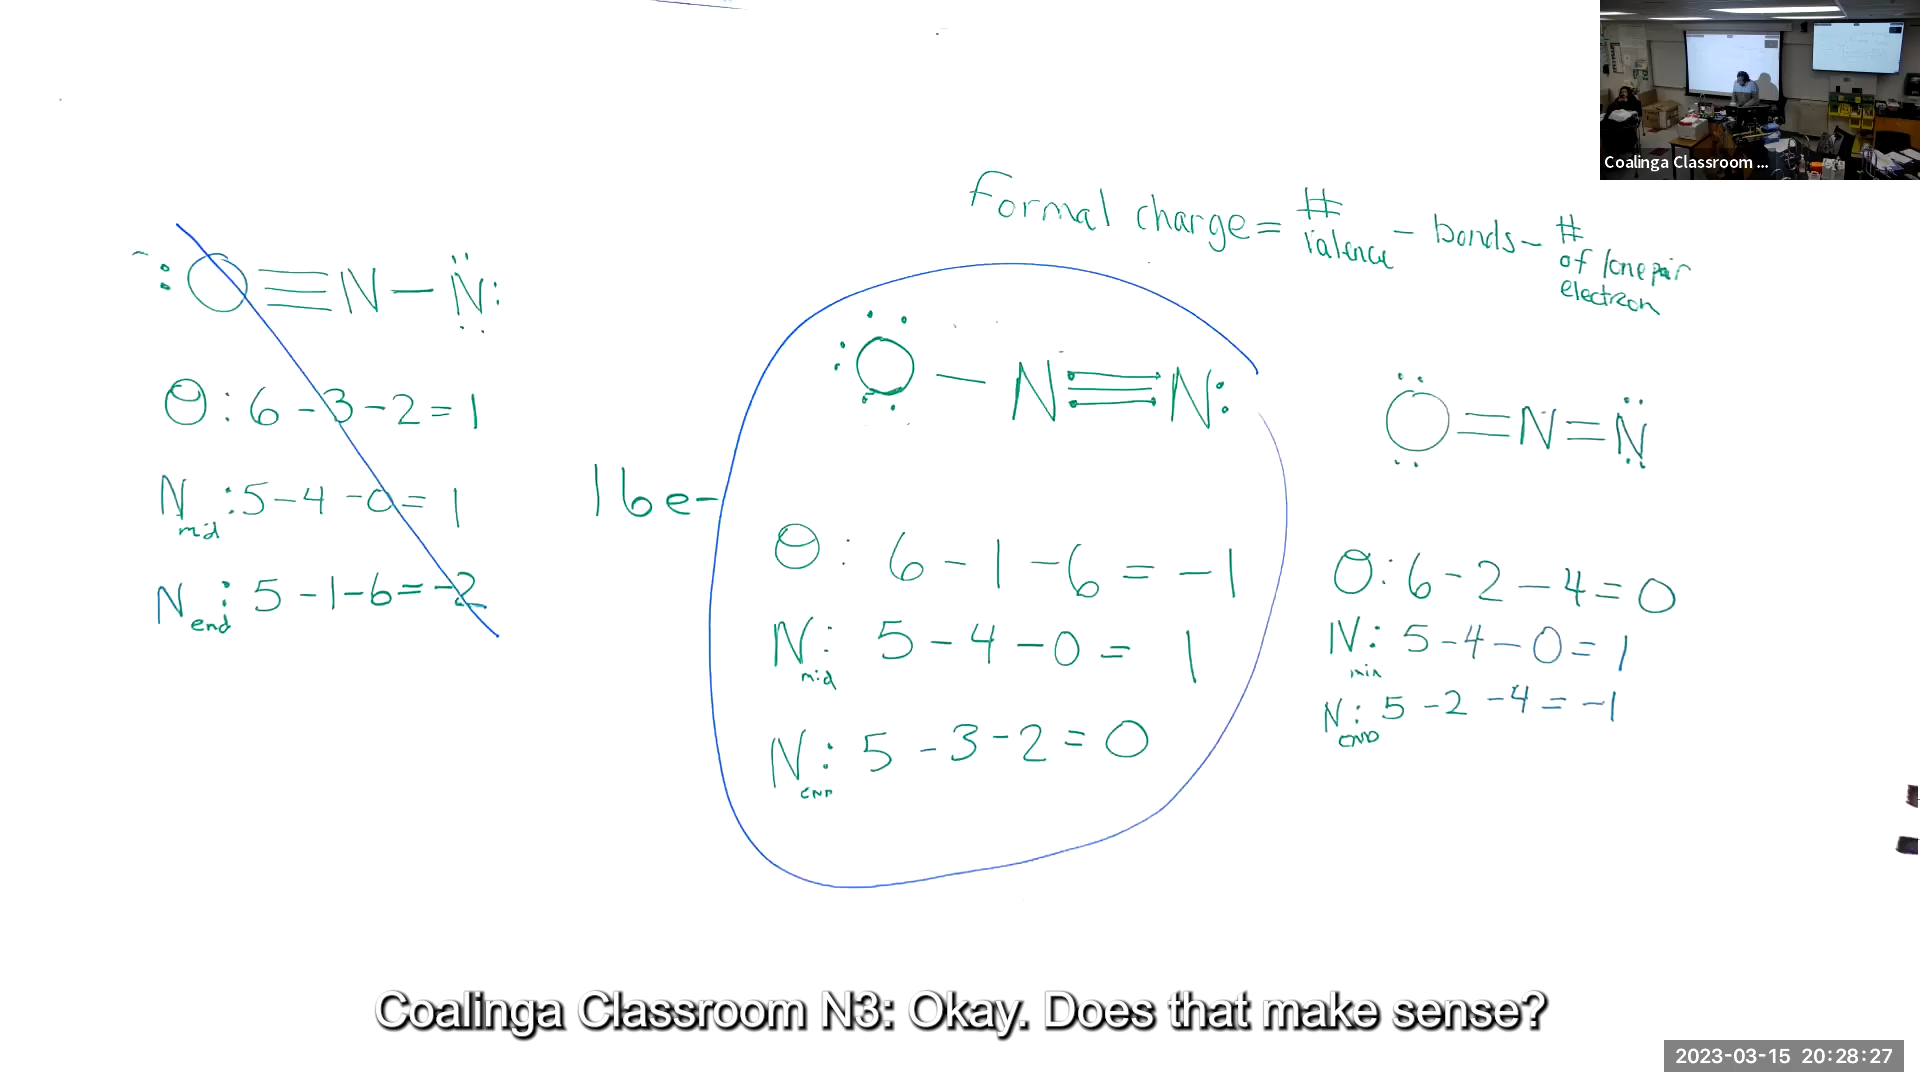 Coalinga Classroom ...
Formal charge = # valence - bonds - # of lone pair electron
:O≡N-N:
O: 6-3-2=1
N mid: 5-4-0=1
N end: 5-1-6=-2
16e-
:O-N≡N:
O: 6-1-6=-1
N mid: 5-4-0=1
N: 5-3-2=0
O=N=N
O: 6-2-4=0
N: 5-4-0=1
N END: 5-2-4=-1
Coalinga Classroom N3: Okay. Does that make sense?
2023-03-15 20:28:27